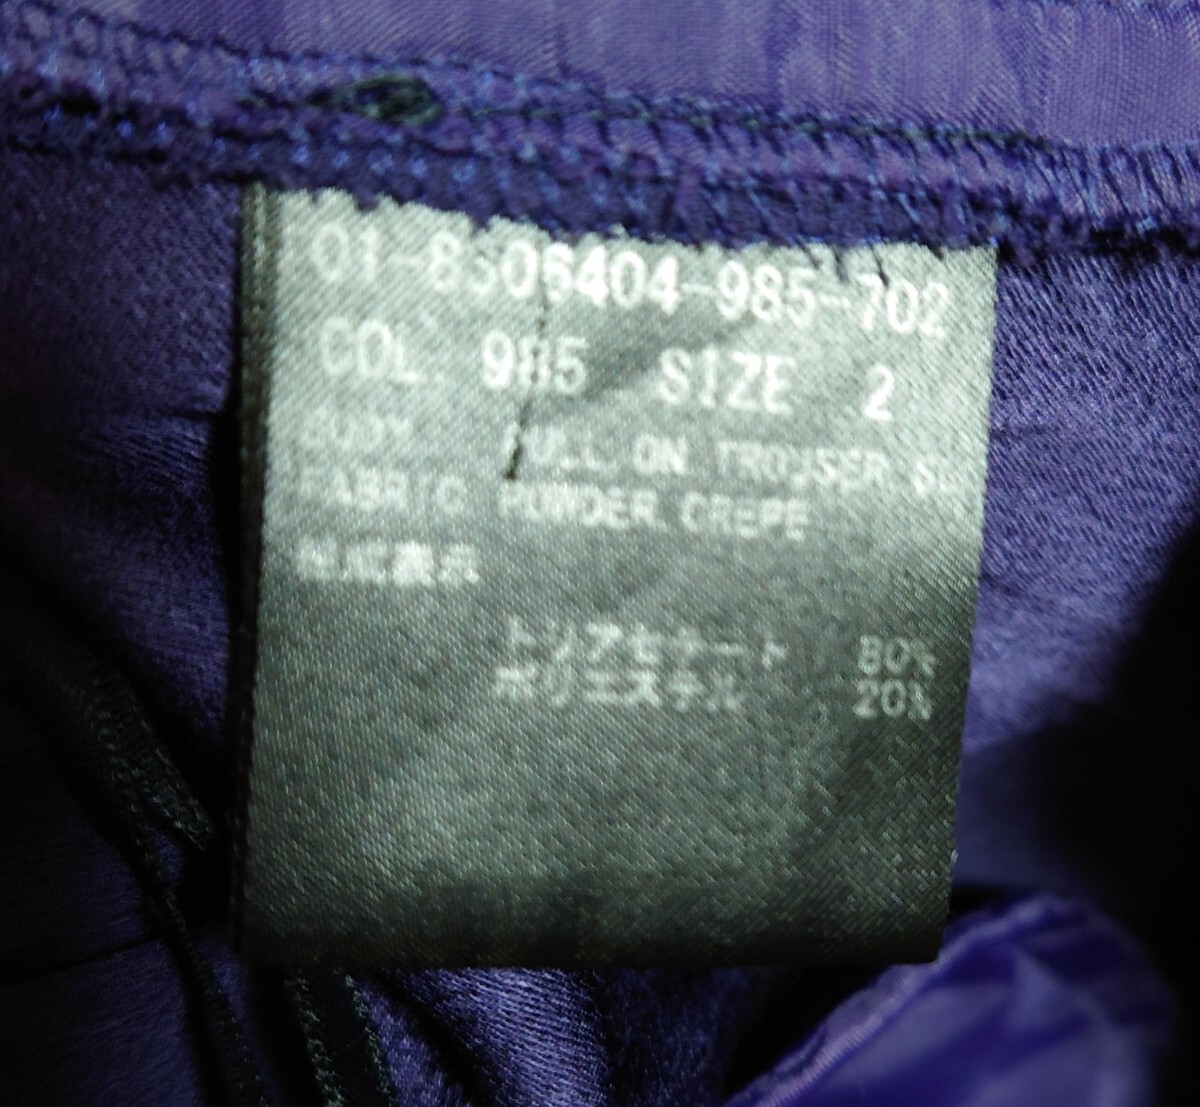 01-8S06404-985-702
COL. 985 SIZE 2
BODY PULL ON TROUSER
FABRIC POWDER CREPE
組成表示
トリアセテート 80%
ポリエステル 20%